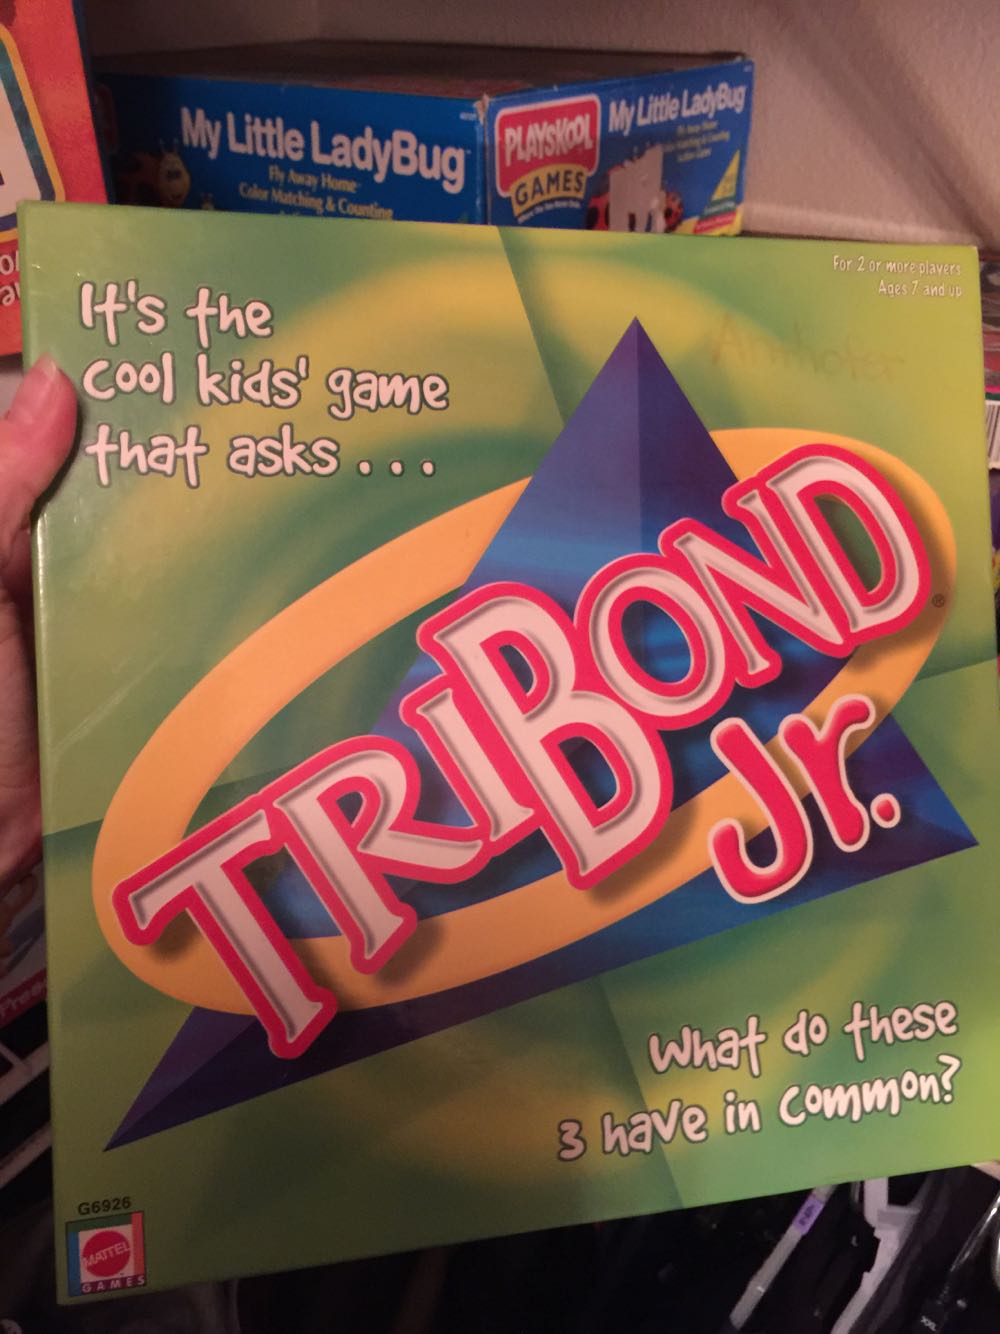 My Little LadyBug
Fly Away Home
Color Matching & Counting
PLAYSKOOL
GAMES
My Little LadyBug
It's the
cool kids' game
that asks . . .
For 2 or more players
Ages 7 and up
TRIBOND®
Jr.
What do these
3 have in common?
G6926
MATTEL
GAMES
XXL